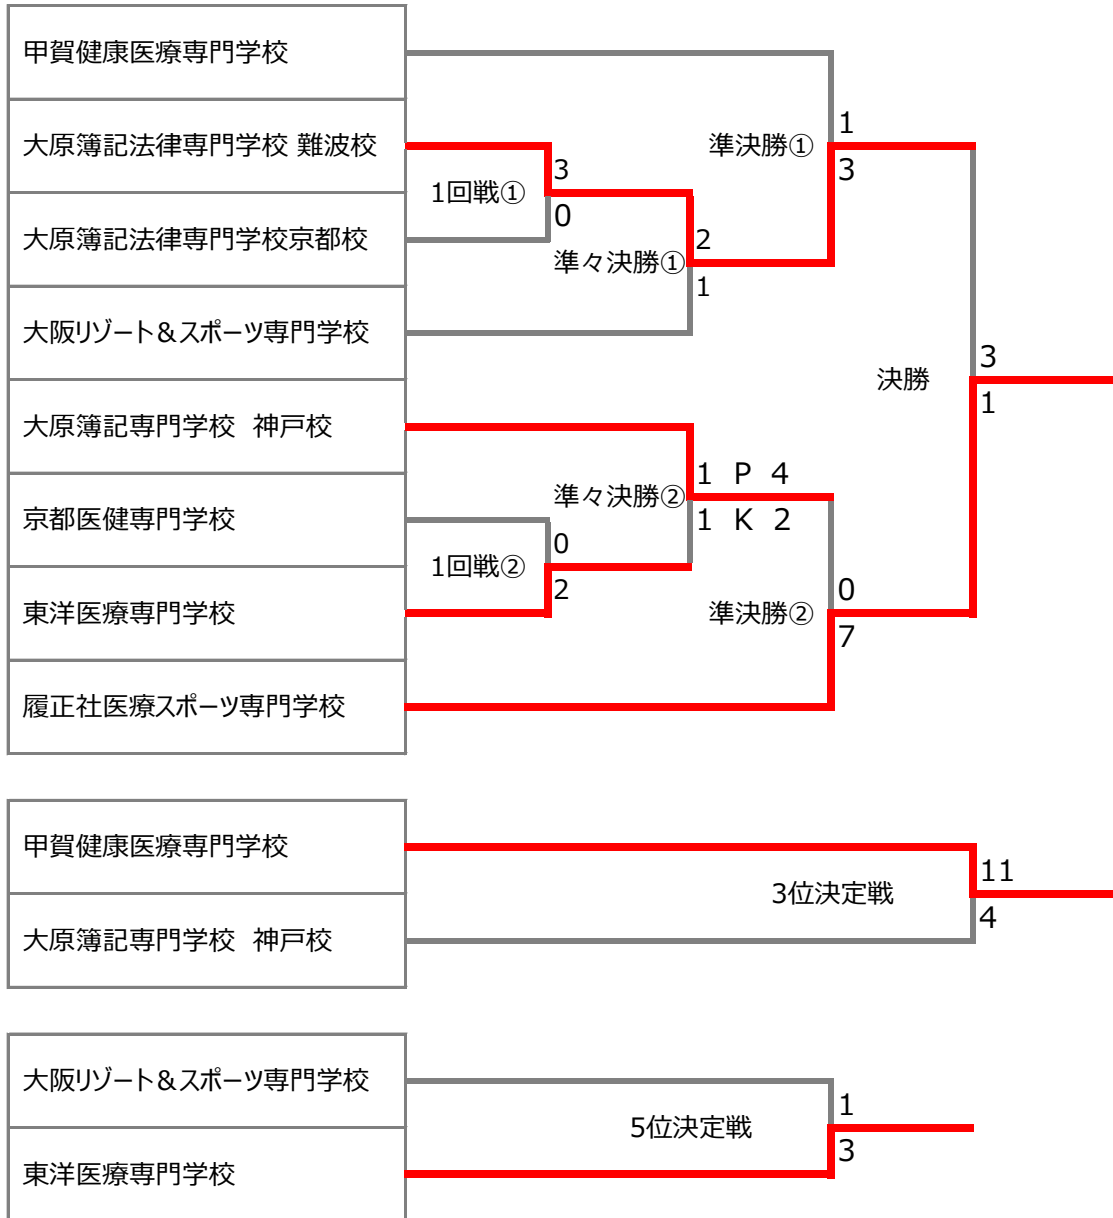 甲賀健康医療専門学校
大原簿記法律専門学校 難波校
大原簿記法律専門学校京都校
大阪リゾート&スポーツ専門学校
大原簿記専門学校 神戸校
京都医健専門学校
東洋医療専門学校
履正社医療スポーツ専門学校
1回戦①
3
0
準々決勝①
2
1
準決勝①
1
3
1回戦②
0
2
準々決勝②
1 P 4
1 K 2
準決勝②
0
7
決勝
3
1
甲賀健康医療専門学校
大原簿記専門学校 神戸校
3位決定戦
11
4
大阪リゾート&スポーツ専門学校
東洋医療専門学校
5位決定戦
1
3